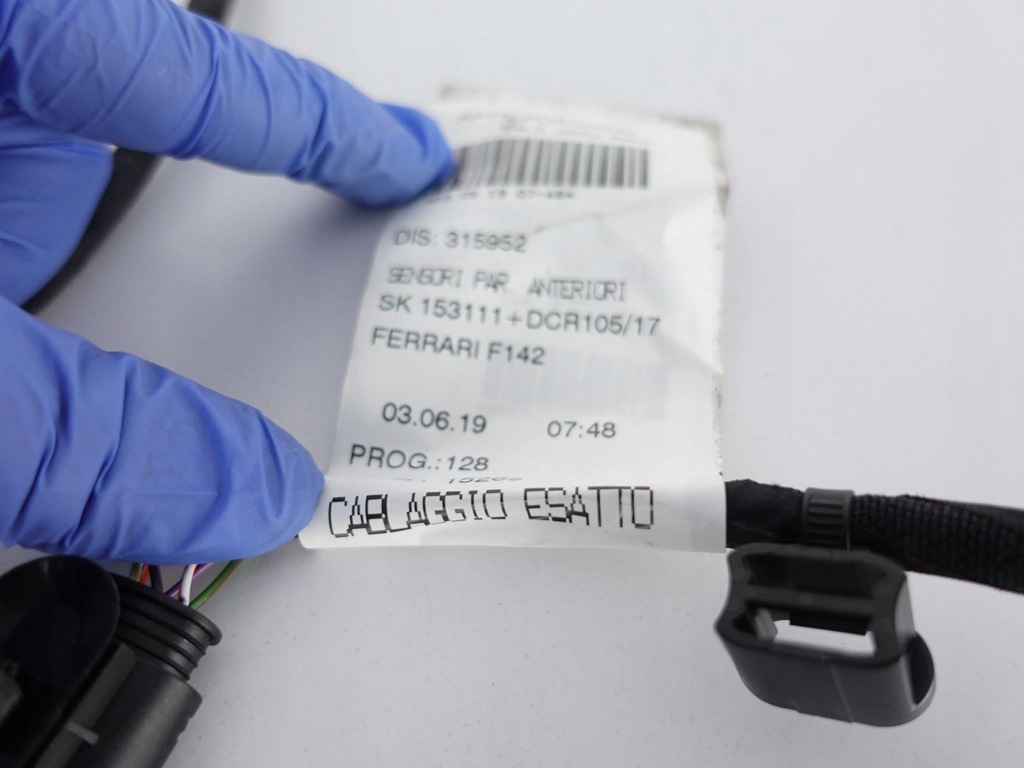 DIS: 315952
SENSORI PAR. ANTERIORI
SK 153111+DCR105/17
FERRARI F142
03.06.19 07:48
PROG.:128
CABLAGGIO ESATTO